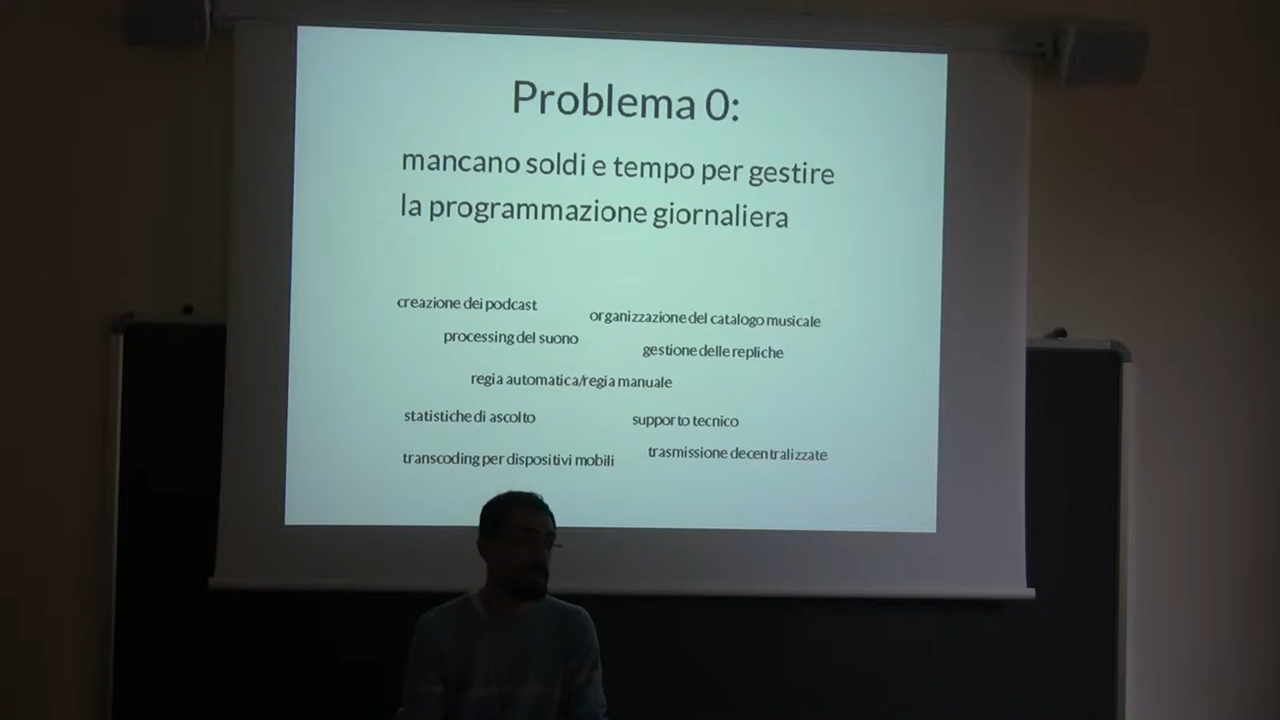 Problema 0:
mancano soldi e tempo per gestire
la programmazione giornaliera
creazione dei podcast
organizzazione del catalogo musicale
processing del suono
gestione delle repliche
regia automatica/regia manuale
statistiche di ascolto
supporto tecnico
transcoding per dispositivi mobili
trasmissione decentralizzate